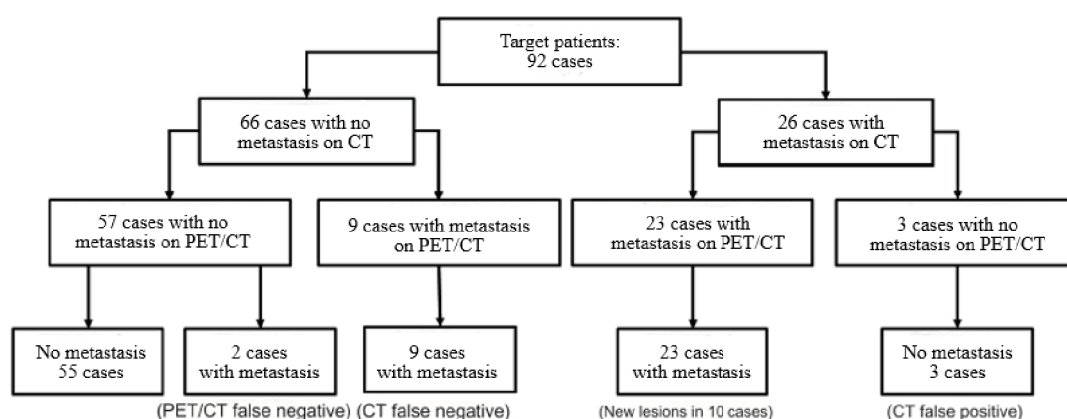 Target patients:
92 cases
66 cases with no
metastasis on CT
26 cases with
metastasis on CT
57 cases with no
metastasis on PET/CT
9 cases with metastasis
on PET/CT
23 cases with
metastasis on PET/CT
3 cases with no
metastasis on PET/CT
No metastasis
55 cases
2 cases
with metastasis
9 cases
with metastasis
23 cases
with metastasis
No metastasis
3 cases
(PET/CT false negative)
(CT false negative)
(New lesions in 10 cases)
(CT false positive)